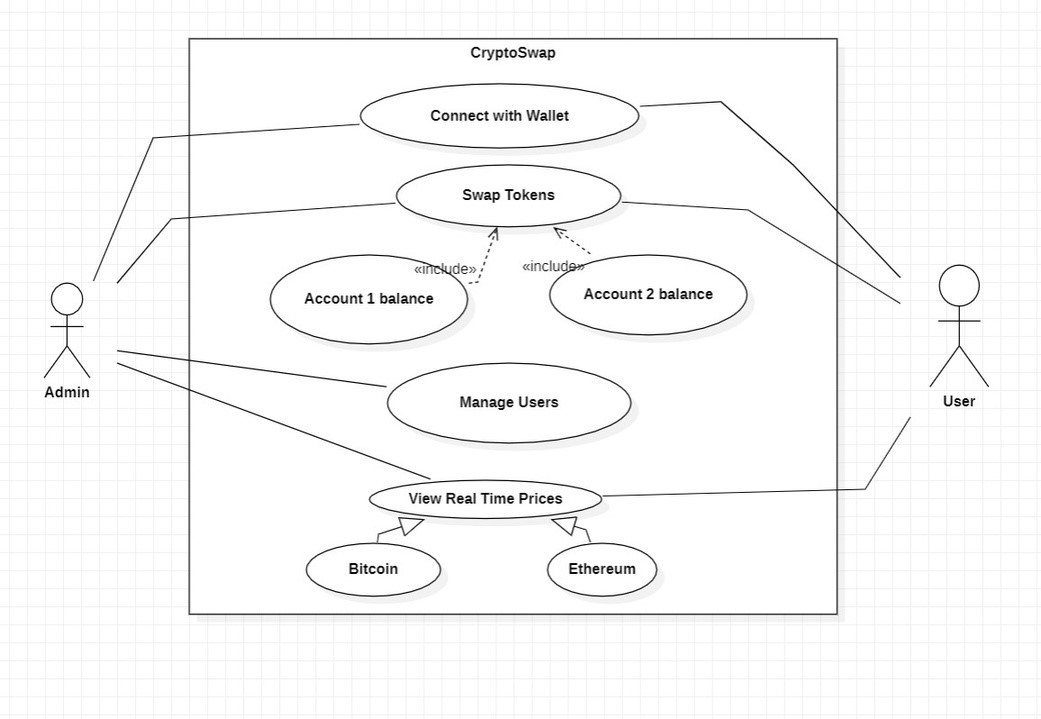 CryptoSwap
Connect with Wallet
Swap Tokens
«include»
«include»
Account 1 balance
Account 2 balance
Admin
User
Manage Users
View Real Time Prices
Bitcoin
Ethereum